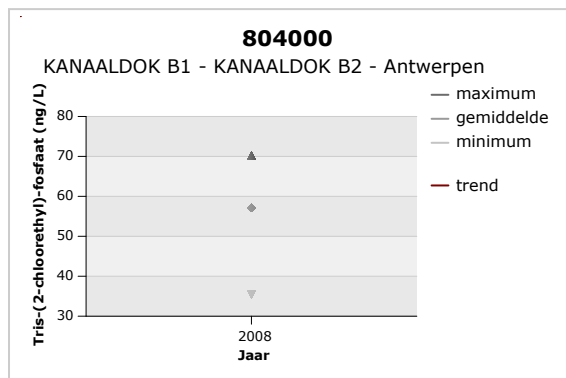 804000
KANAALDOK B1 - KANAALDOK B2 - Antwerpen
Tris-(2-chloorethyl)-fosfaat (ng/L)
80
70
60
50
40
30
2008
Jaar
maximum
gemiddelde
minimum
trend